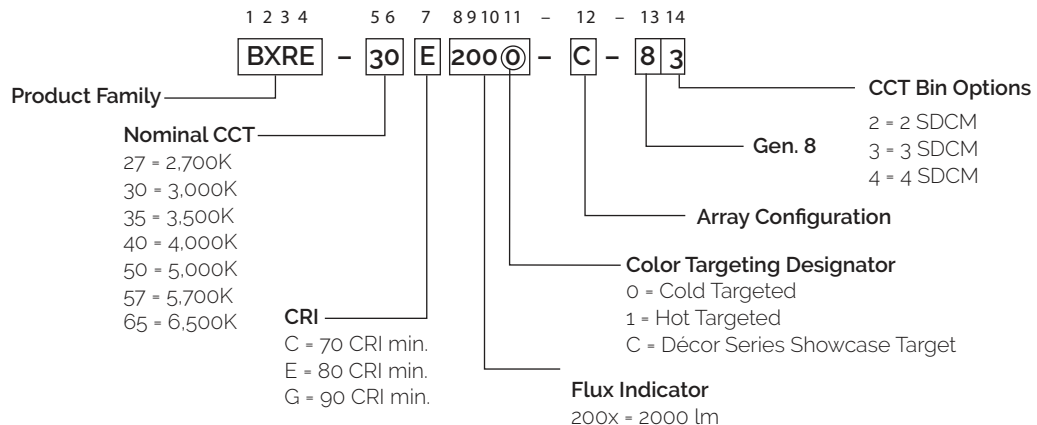 1 2 3 4 5 6 7 8 9 10 11 – 12 – 13 14
BXRE – 30 E 200 0 – C – 8 3
Product Family
Nominal CCT
27 = 2,700K
30 = 3,000K
35 = 3,500K
40 = 4,000K
50 = 5,000K
57 = 5,700K
65 = 6,500K
CRI
C = 70 CRI min.
E = 80 CRI min.
G = 90 CRI min.
Flux Indicator
200x = 2000 lm
Color Targeting Designator
0 = Cold Targeted
1 = Hot Targeted
C = Décor Series Showcase Target
Array Configuration
Gen. 8
CCT Bin Options
2 = 2 SDCM
3 = 3 SDCM
4 = 4 SDCM